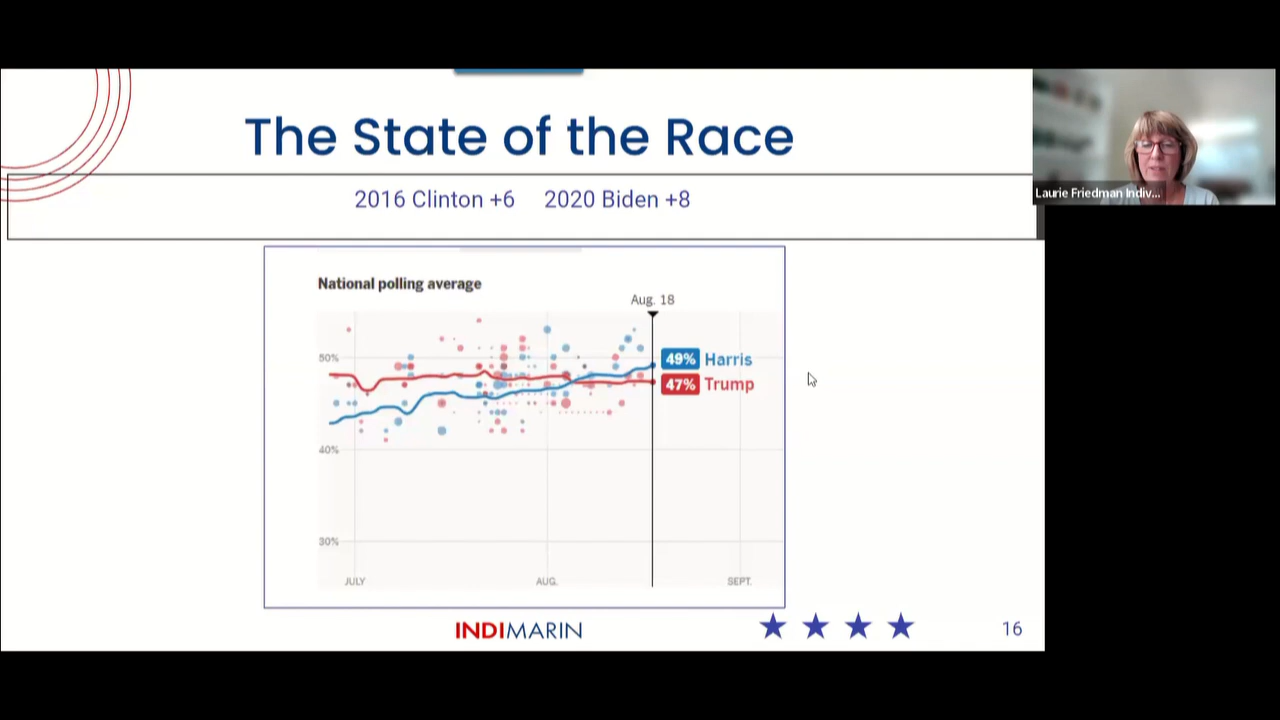 The State of the Race
2016 Clinton +6 2020 Biden +8
National polling average
Aug. 18
50%
49% Harris
47% Trump
40%
30%
JULY AUG. SEPT.
INDIMARIN
16
Laurie Friedman Indiv...